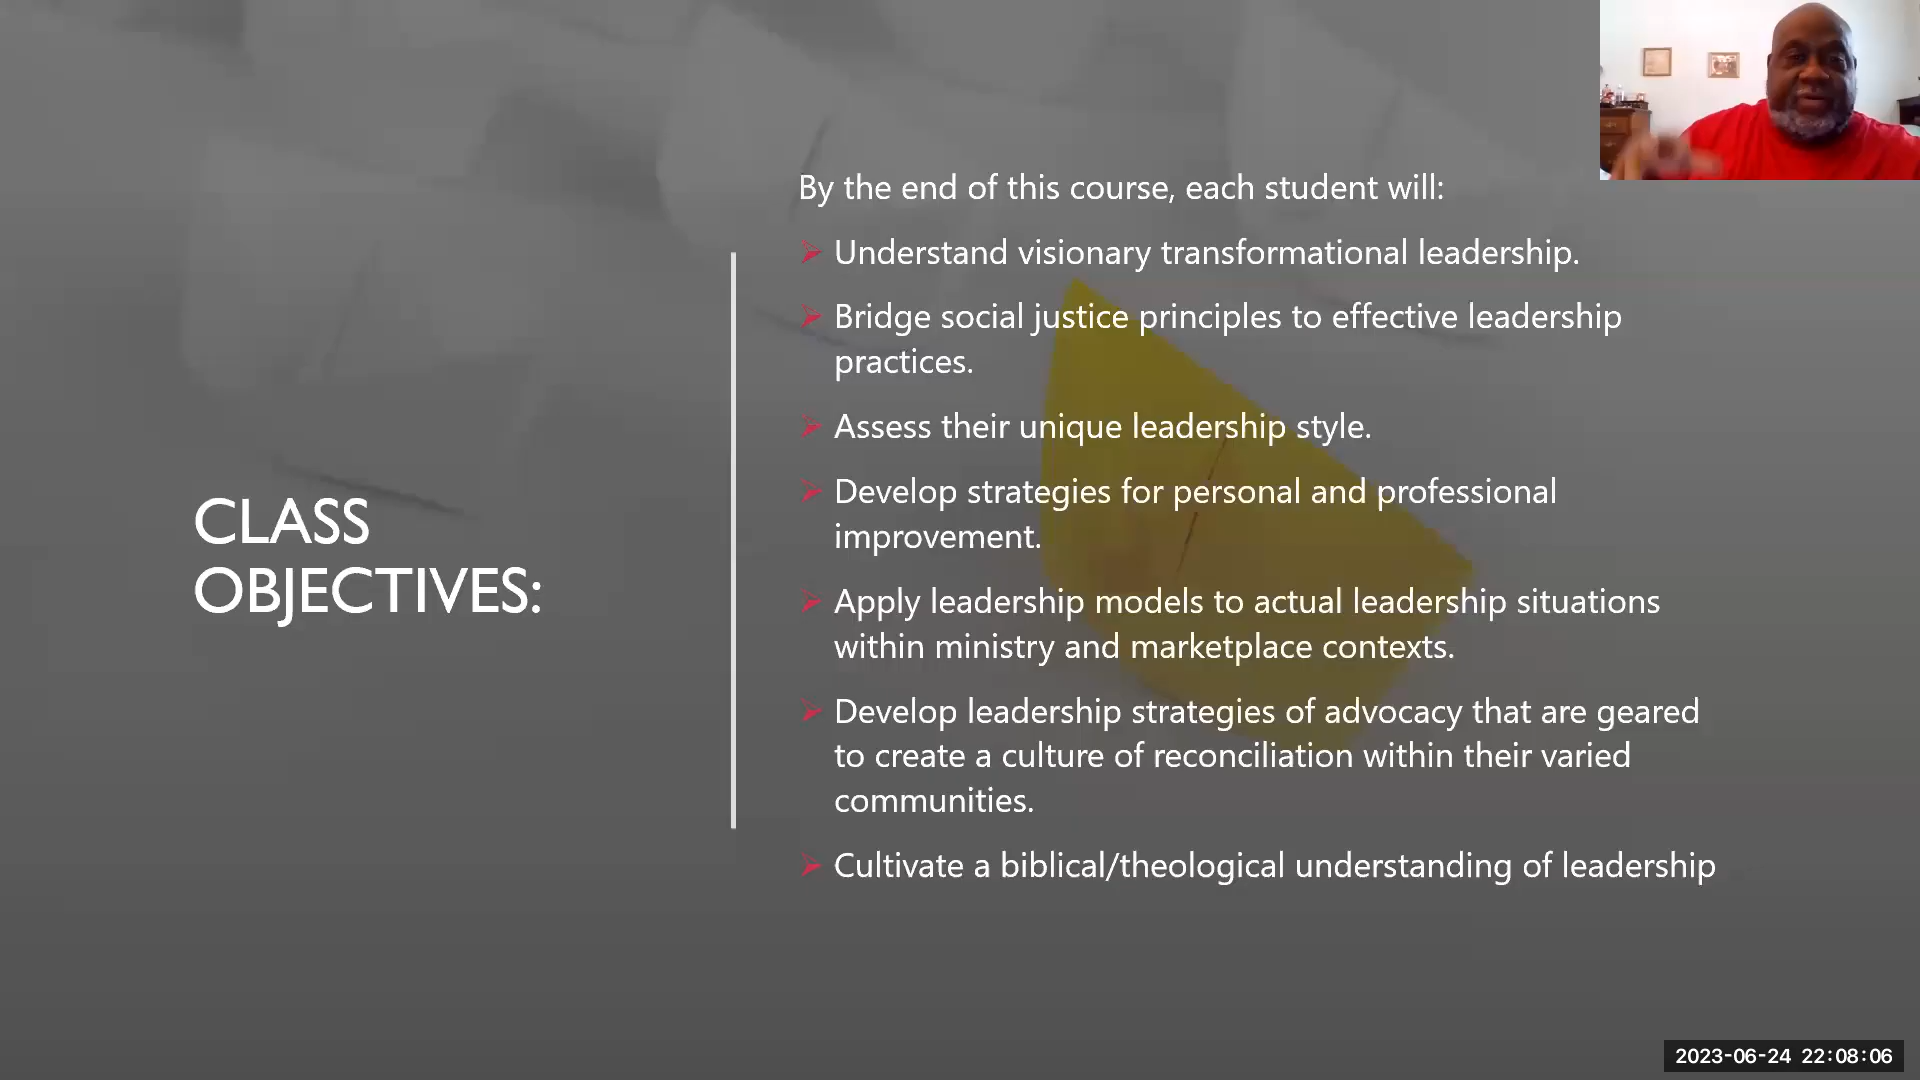 CLASS
OBJECTIVES:
By the end of this course, each student will:
Understand visionary transformational leadership.
Bridge social justice principles to effective leadership
practices.
Assess their unique leadership style.
Develop strategies for personal and professional
improvement.
Apply leadership models to actual leadership situations
within ministry and marketplace contexts.
Develop leadership strategies of advocacy that are geared
to create a culture of reconciliation within their varied
communities.
Cultivate a biblical/theological understanding of leadership
2023-06-24 22:08:06